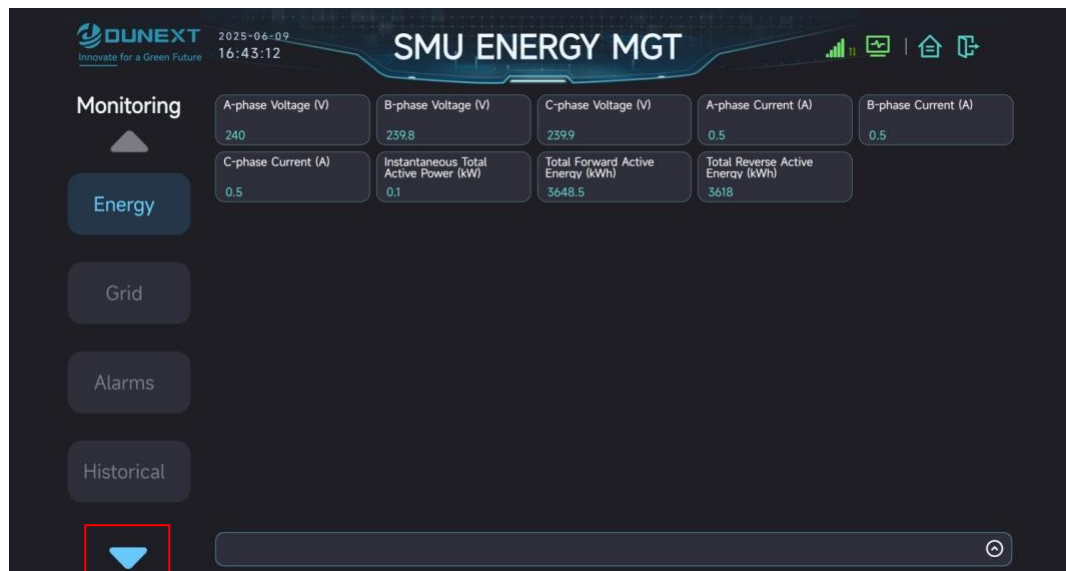 DUNEXT
Innovate for a Green Future
2025-06-09
16:43:12
SMU ENERGY MGT
Monitoring
Energy
Grid
Alarms
Historical
A-phase Voltage (V)
240
B-phase Voltage (V)
239.8
C-phase Voltage (V)
239.9
A-phase Current (A)
0.5
B-phase Current (A)
0.5
C-phase Current (A)
0.5
Instantaneous Total
Active Power (kW)
0.1
Total Forward Active
Energy (kWh)
3648.5
Total Reverse Active
Energy (kWh)
3618